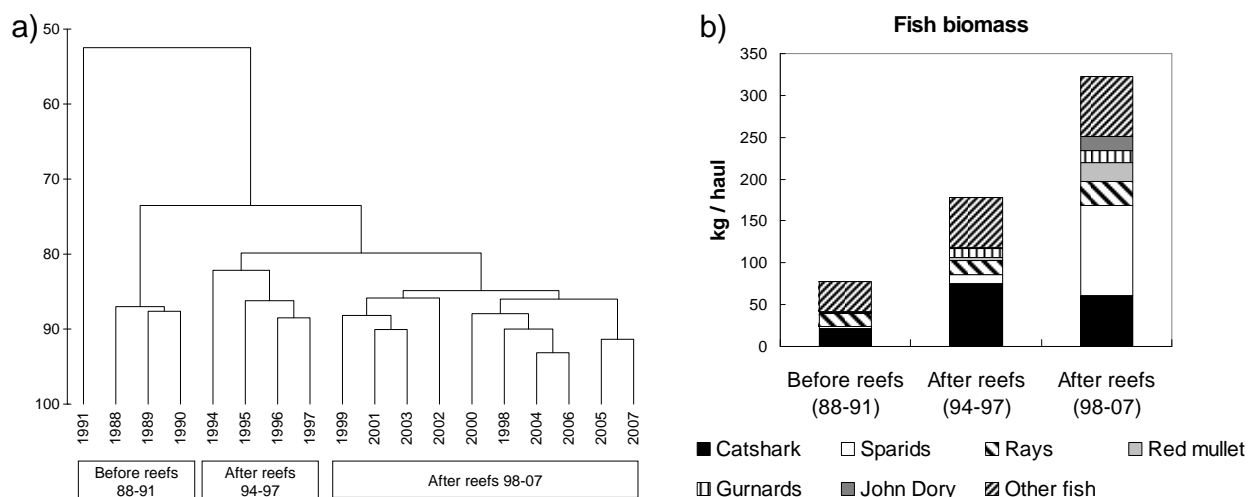 a)
50
60
70
80
90
100
1991
1988
1989
1990
1994
1995
1996
1997
1999
2001
2003
2002
2000
1998
2004
2006
2005
2007
Before reefs
88-91
After reefs
94-97
After reefs 98-07
b)
Fish biomass
kg / haul
350
300
250
200
150
100
50
0
Before reefs
(88-91)
After reefs
(94-97)
After reefs
(98-07)
Catshark
Sparids
Rays
Red mullet
Gurnards
John Dory
Other fish